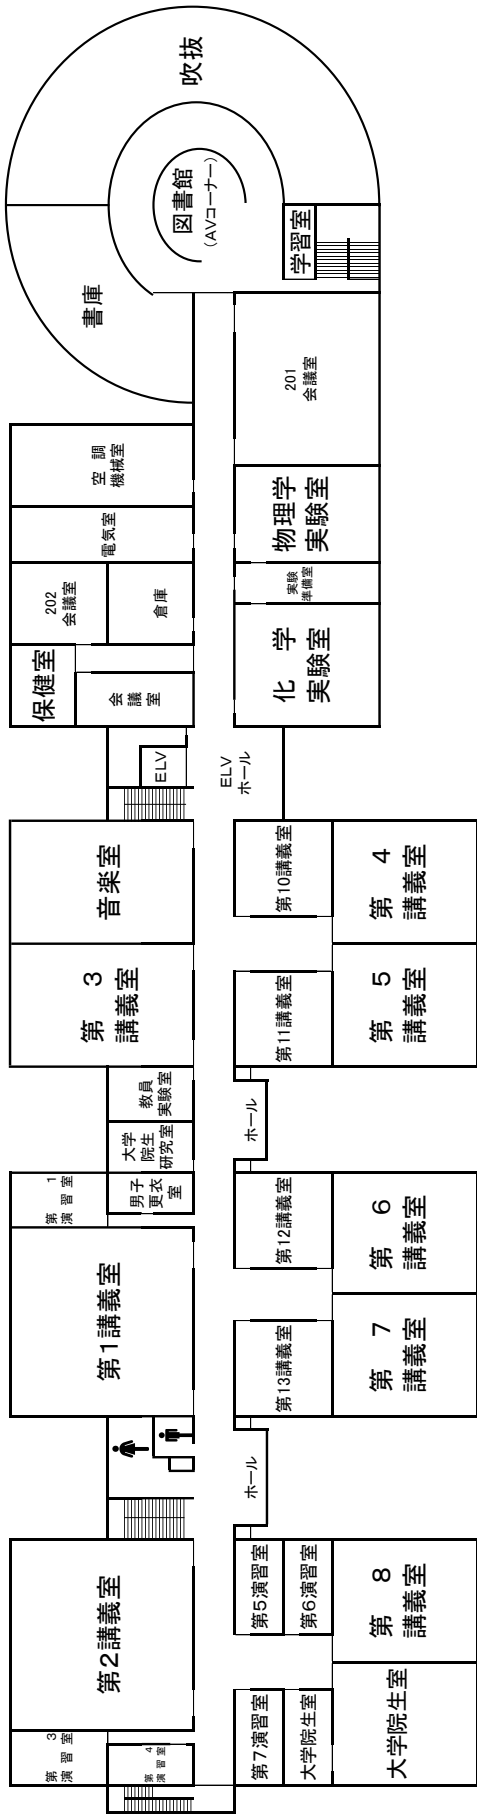 吹抜
図書館
(AVコーナー)
書庫
学習室
201
会議室
空調
機械室
電気室
物理学
実験室
202
会議室
倉庫
実験
準備室
保健室
会議室
化学
実験室
ELV
ELV
ホール
音楽室
第10講義室
第4
講義室
第3
講義室
第11講義室
第5
講義室
教員
実験室
ホール
大学
院生
研究室
第1
演習室
男子
更衣
室
第12講義室
第6
講義室
第1講義室
第13講義室
第7
講義室
ホール
第2講義室
第5演習室
第6演習室
第8
講義室
第3
演習室
第4
演習室
第7演習室
大学院生室
大学院生室